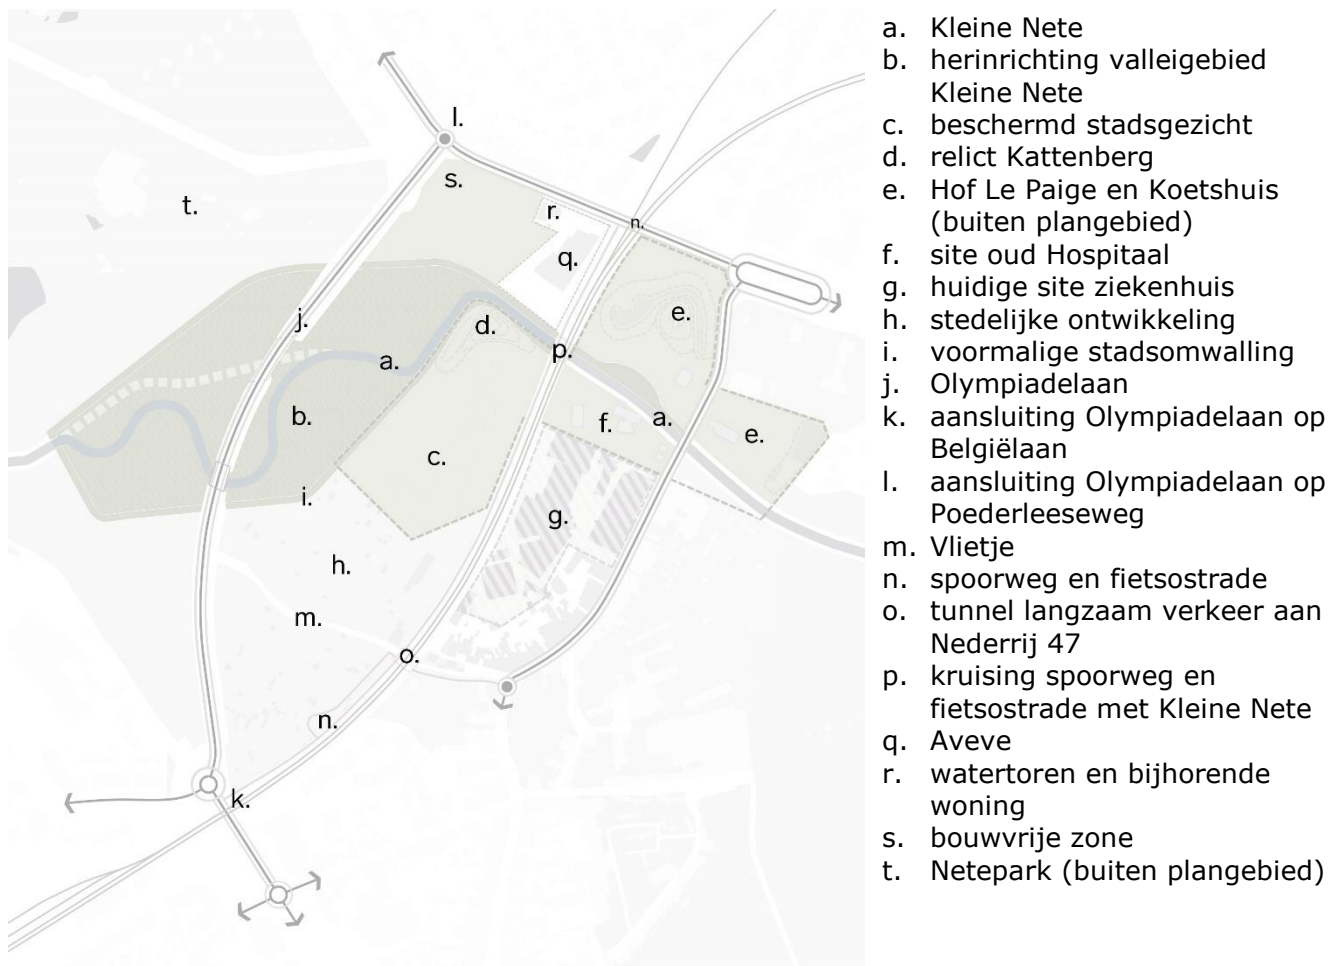 l.
s.
t.
r.
n.
q.
e.
j.
d.
p.
a.
b.
f.
a.
e.
c.
i.
g.
h.
m.
o.
n.
k.
a. Kleine Nete
b. herinrichting valleigebied
Kleine Nete
c. beschermd stadsgezicht
d. relict Kattenberg
e. Hof Le Paige en Koetshuis
(buiten plangebied)
f. site oud Hospitaal
g. huidige site ziekenhuis
h. stedelijke ontwikkeling
i. voormalige stadsomwalling
j. Olympiadelaan
k. aansluiting Olympiadelaan op
Belgiëlaan
l. aansluiting Olympiadelaan op
Poederleeseweg
m. Vlietje
n. spoorweg en fietsostrade
o. tunnel langzaam verkeer aan
Nederrij 47
p. kruising spoorweg en
fietsostrade met Kleine Nete
q. Aveve
r. watertoren en bijhorende
woning
s. bouwvrije zone
t. Netepark (buiten plangebied)